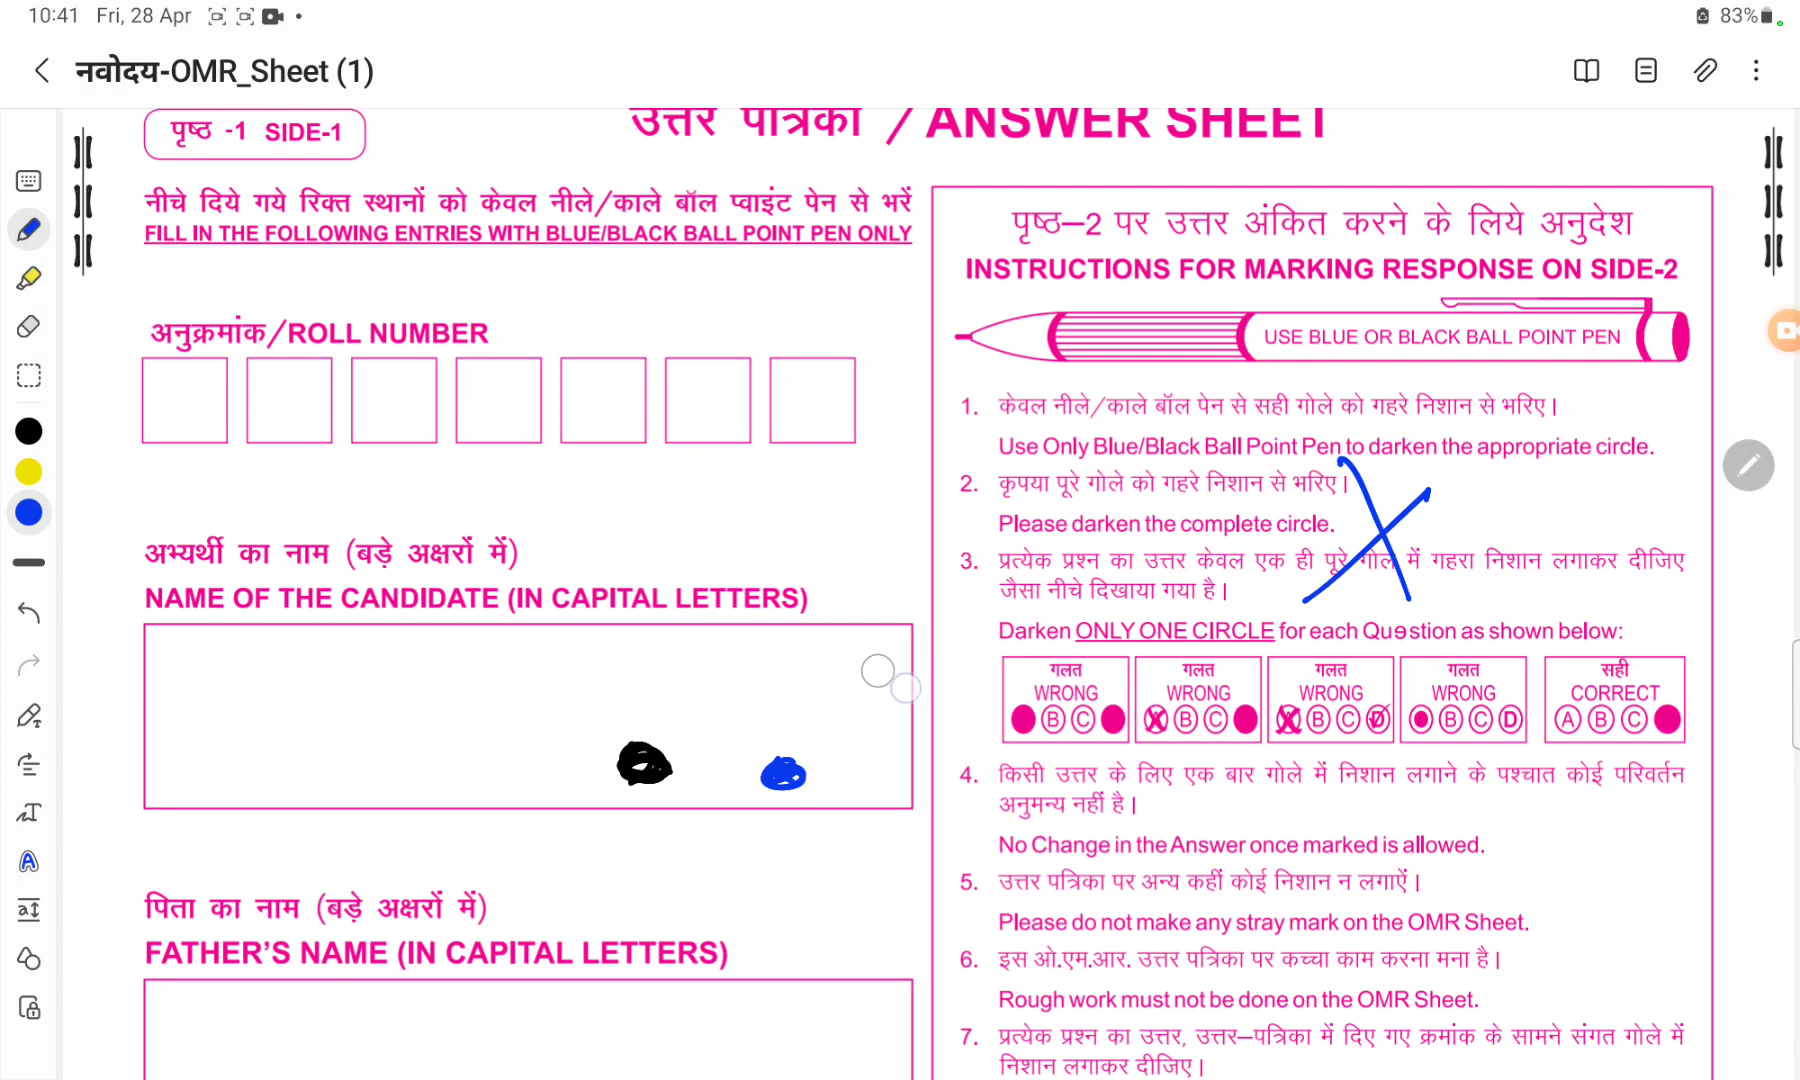 10:41 Fri, 28 Apr
83%
नवोदय-OMR_Sheet (1)
उत्तर पत्रिका / ANSWER SHEET
पृष्ठ -1 SIDE-1
नीचे दिये गये रिक्त स्थानों को केवल नीले/काले बॉल प्वाइंट पेन से भरें
FILL IN THE FOLLOWING ENTRIES WITH BLUE/BLACK BALL POINT PEN ONLY
अनुक्रमांक/ROLL NUMBER
अभ्यर्थी का नाम (बड़े अक्षरों में)
NAME OF THE CANDIDATE (IN CAPITAL LETTERS)
पिता का नाम (बड़े अक्षरों में)
FATHER'S NAME (IN CAPITAL LETTERS)
पृष्ठ–2 पर उत्तर अंकित करने के लिये अनुदेश
INSTRUCTIONS FOR MARKING RESPONSE ON SIDE-2
USE BLUE OR BLACK BALL POINT PEN
1. केवल नीले/काले बॉल पेन से सही गोले को गहरे निशान से भरिए।
Use Only Blue/Black Ball Point Pen to darken the appropriate circle.
2. कृपया पूरे गोले को गहरे निशान से भरिए।
Please darken the complete circle.
3. प्रत्येक प्रश्न का उत्तर केवल एक ही पूरे गोले में गहरा निशान लगाकर दीजिए
जैसा नीचे दिखाया गया है।
Darken ONLY ONE CIRCLE for each Question as shown below:
गलत गलत गलत गलत सही
WRONG WRONG WRONG WRONG CORRECT
B C B C B C D B C D A B C
4. किसी उत्तर के लिए एक बार गोले में निशान लगाने के पश्चात कोई परिवर्तन
अनुमन्य नहीं है।
No Change in the Answer once marked is allowed.
5. उत्तर पत्रिका पर अन्य कहीं कोई निशान न लगाऐं।
Please do not make any stray mark on the OMR Sheet.
6. इस ओ.एम.आर. उत्तर पत्रिका पर कच्चा काम करना मना है।
Rough work must not be done on the OMR Sheet.
7. प्रत्येक प्रश्न का उत्तर, उत्तर–पत्रिका में दिए गए क्रमांक के सामने संगत गोले में
निशान लगाकर दीजिए।